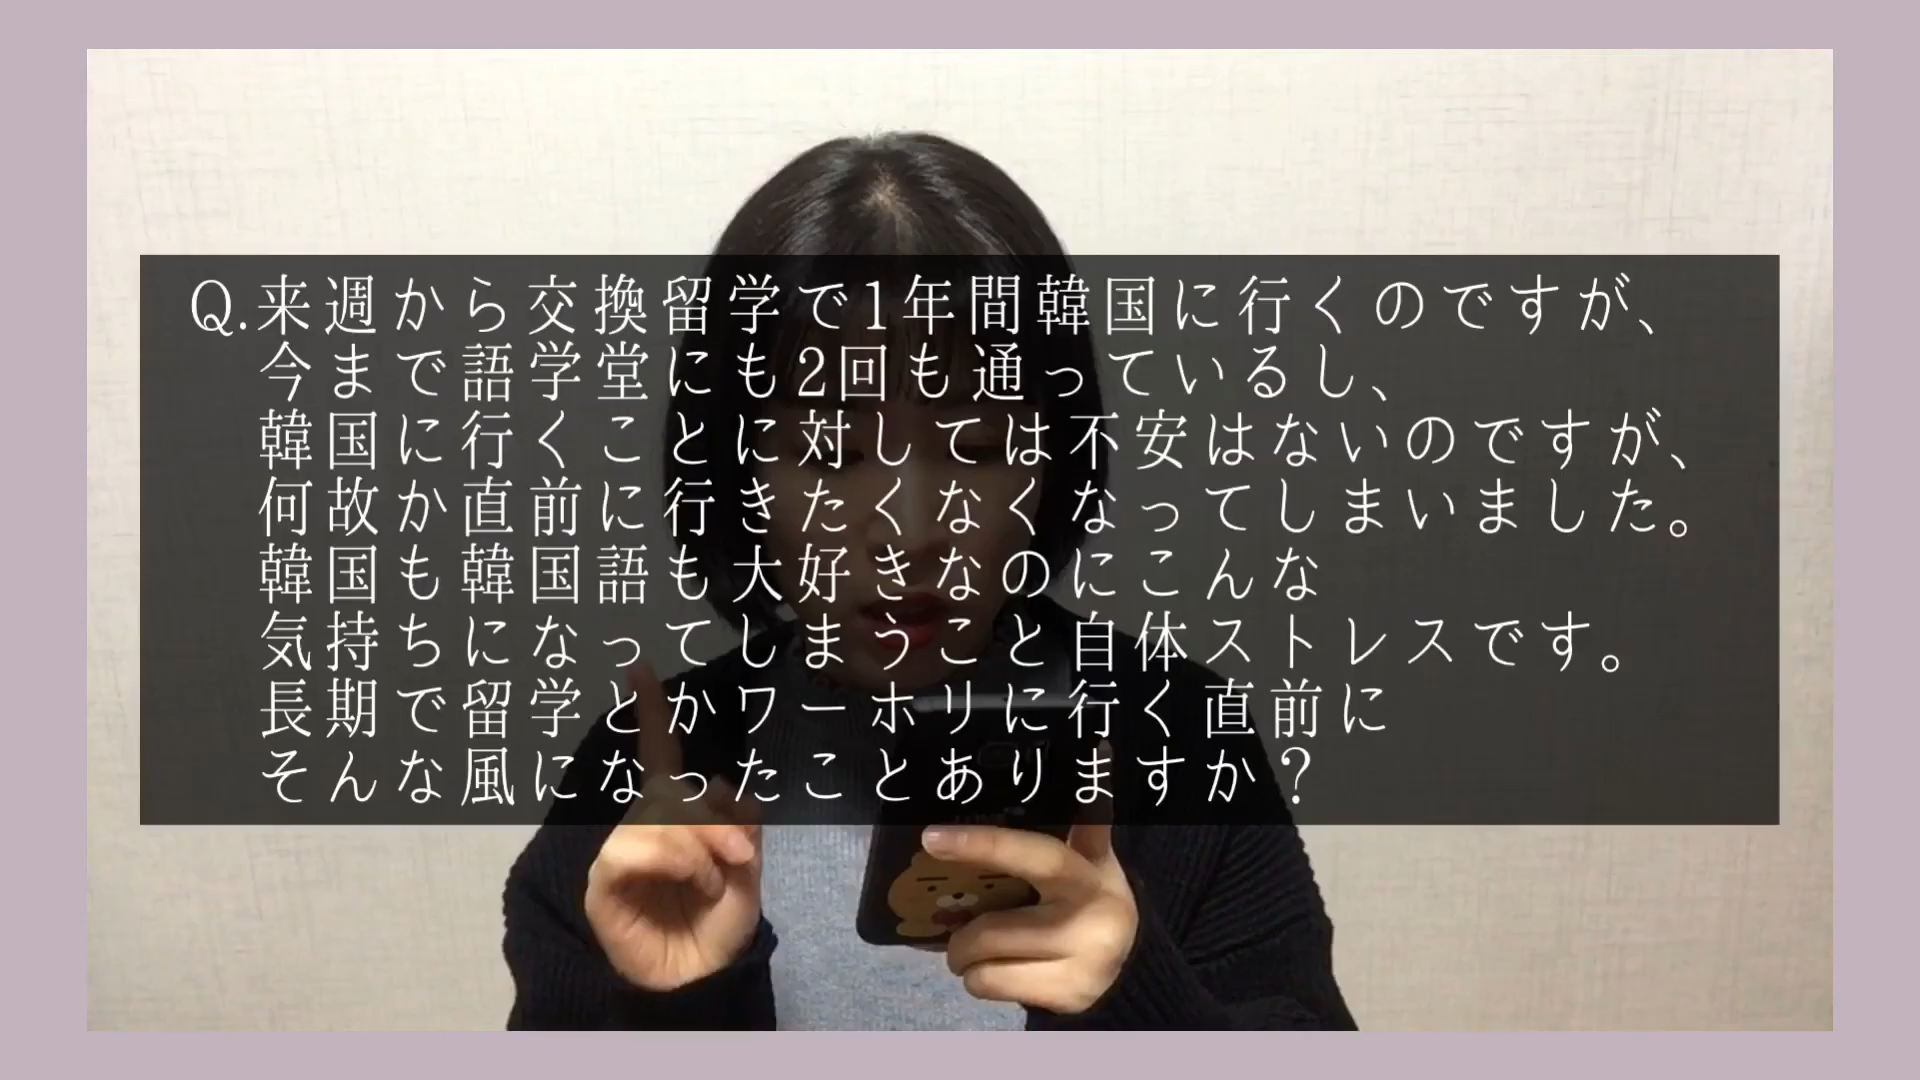 Q.来週から交換留学で1年間韓国に行くのですが、
今まで語学堂にも2回も通っているし、
韓国に行くことに対しては不安はないのですが、
何故か直前に行きたくなくなってしまいました。
韓国も韓国語も大好きなのにこんな
気持ちになってしまうこと自体ストレスです。
長期で留学とかワーホリに行く直前に
そんな風になったことありますか？